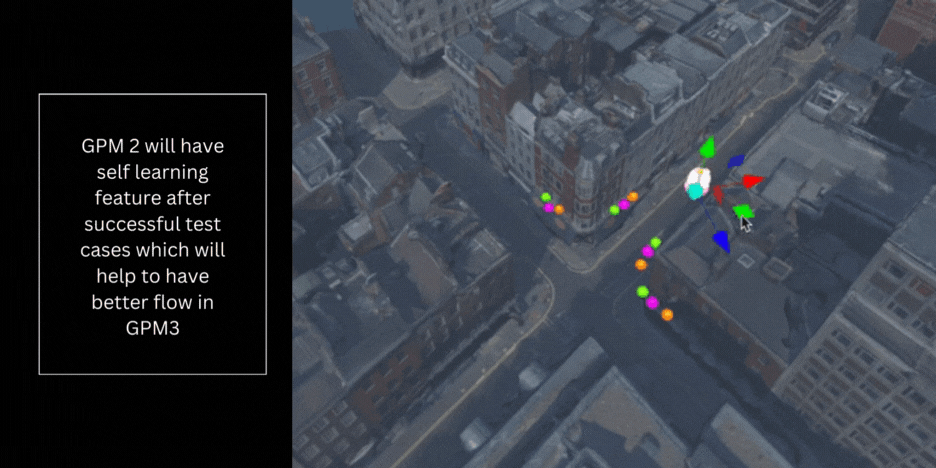 GPM 2 will have
self learning
feature after
successful test
cases which will
help to have
better flow in
GPM3